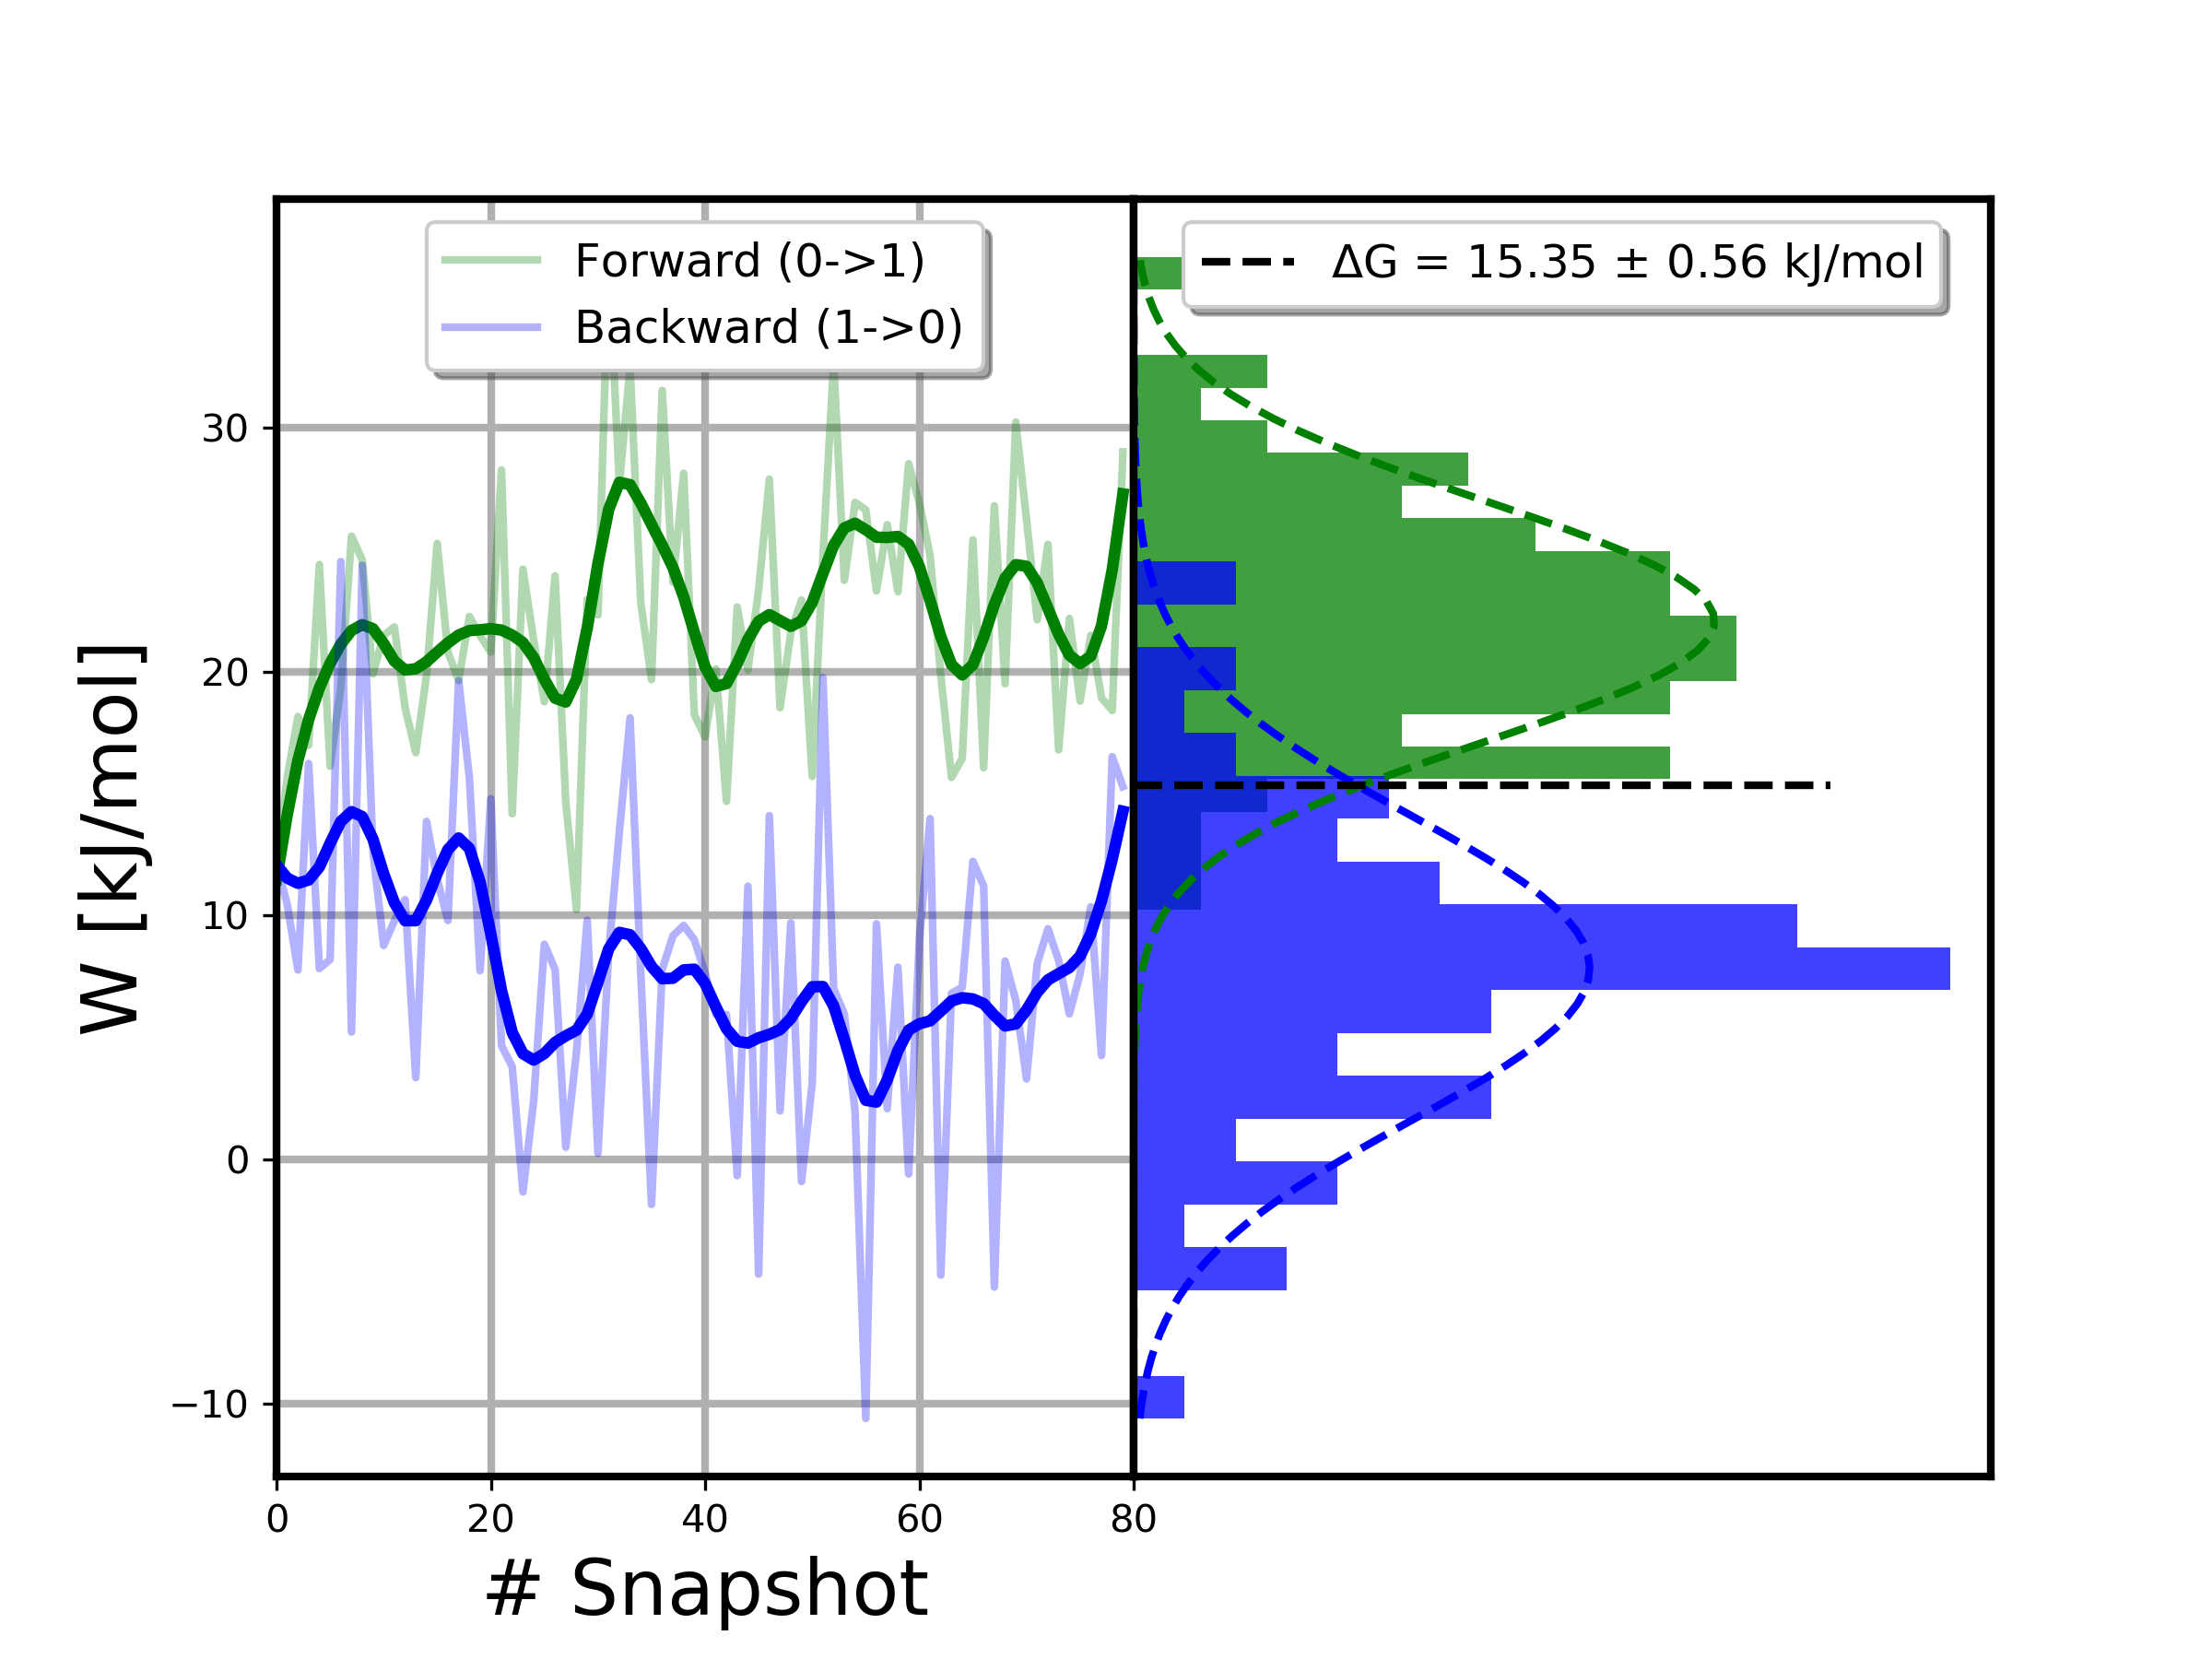 Forward (0->1)
Backward (1->0)
ΔG = 15.35 ± 0.56 kJ/mol
W [kJ/mol]
30
20
10
0
−10
0 20 40 60 80
# Snapshot